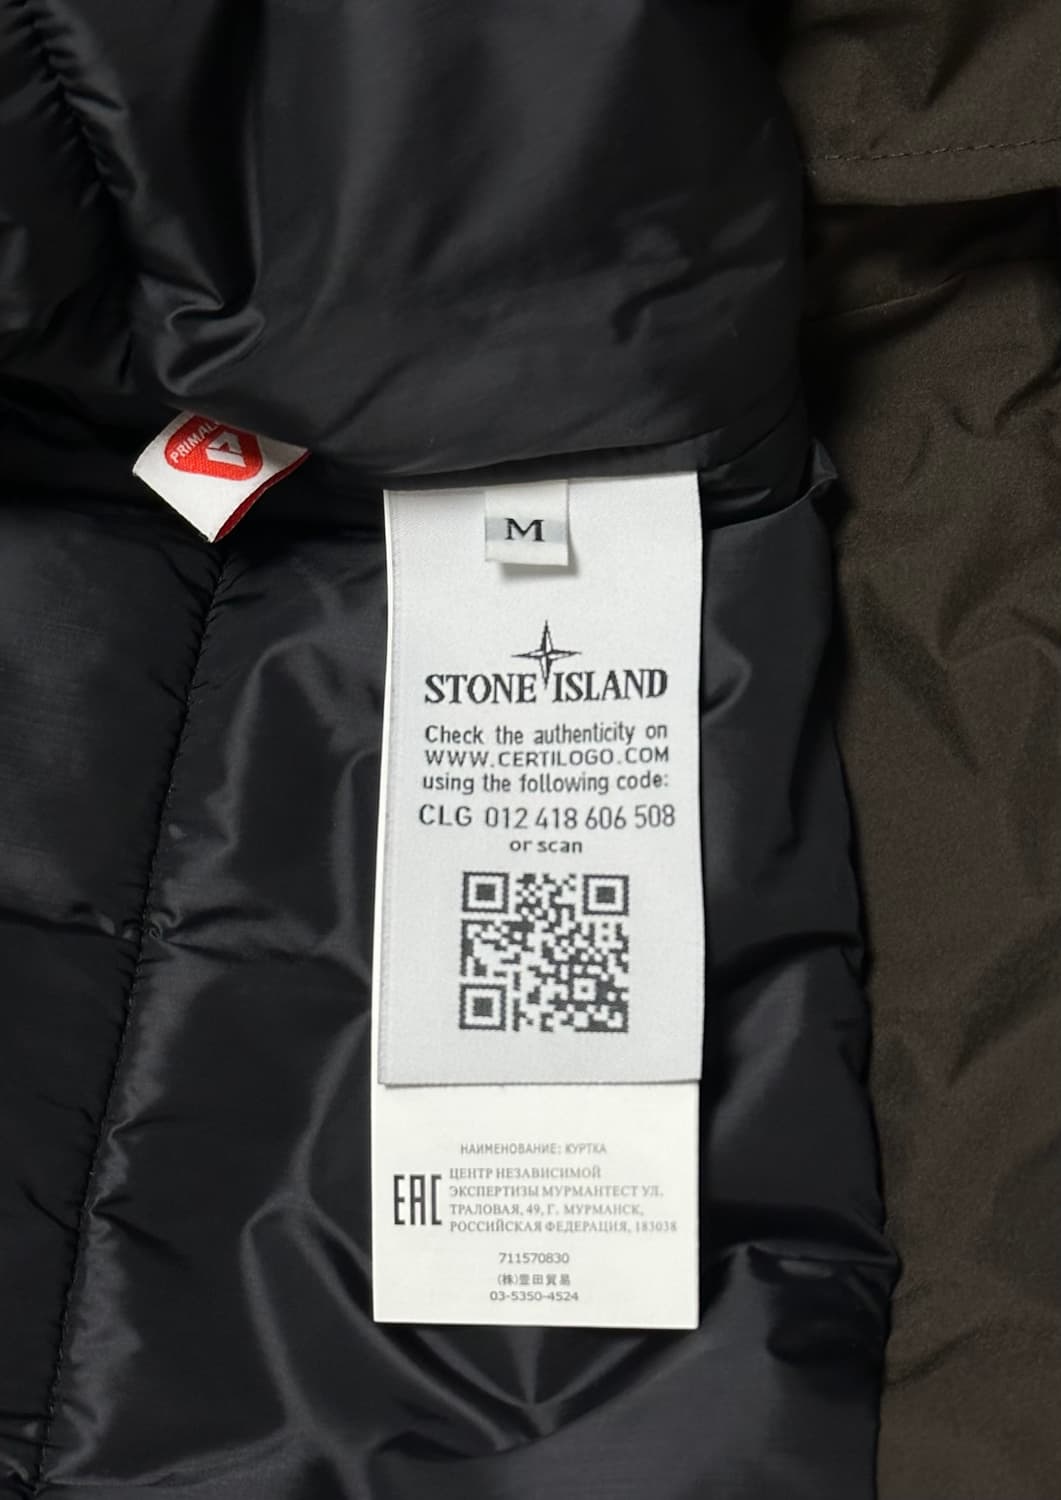 PRIMAL
M
STONE ISLAND
Check the authenticity on
WWW.CERTILOGO.COM
using the following code:
CLG 012 418 606 508
or scan
НАИМЕНОВАНИЕ: КУРТКА
EAC
ЦЕНТР НЕЗАВИСИМОЙ
ЭКСПЕРТИЗЫ МУРМАНТЕСТ УЛ.
ТРАЛОВАЯ, 49, Г. МУРМАНСК,
РОССИЙСКАЯ ФЕДЕРАЦИЯ, 183038
711570830
(株)豊田貿易
03-5350-4524